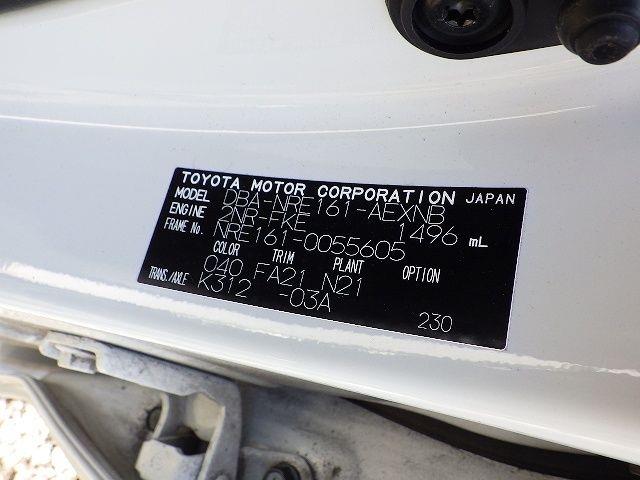 TOYOTA MOTOR CORPORATION JAPAN
MODEL DBA-NRE161-AEXNB
ENGINE 2NR-FKE 1496 mL
FRAME No. NRE161-0055605
COLOR TRIM PLANT OPTION
040 FA21 N21
TRANS./AXLE K312 -03A
230